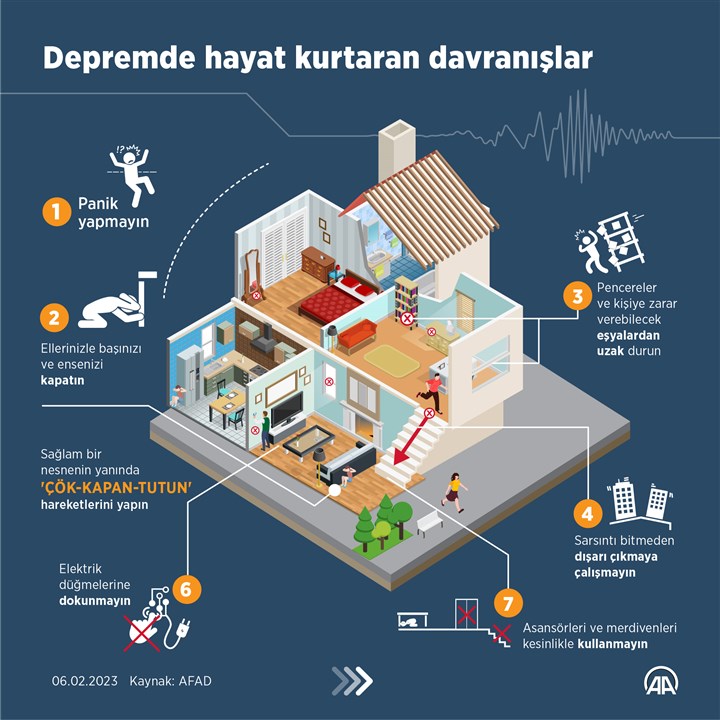 Depremde hayat kurtaran davranışlar
!?
1
Panik
yapmayın
2
Ellerinizle başınızı
ve ensenizi
kapatın
3
Pencereler
ve kişiye zarar
verebilecek
eşyalardan
uzak durun
Sağlam bir
nesnenin yanında
'ÇÖK-KAPAN-TUTUN'
hareketlerini yapın
4
Sarsıntı bitmeden
dışarı çıkmaya
çalışmayın
Elektrik
düğmelerine
dokunmayın
6
7
Asansörleri ve merdivenleri
kesinlikle kullanmayın
06.02.2023 Kaynak: AFAD
AA